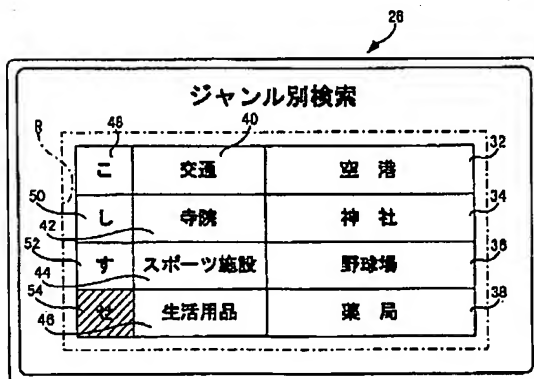 26
ジャンル別検索
R 48 40 32
こ 交通 空 港
50 34
し 寺院 神 社
42
52 36
す スポーツ施設 野球場
44
54 38
せ 生活用品 薬 局
46